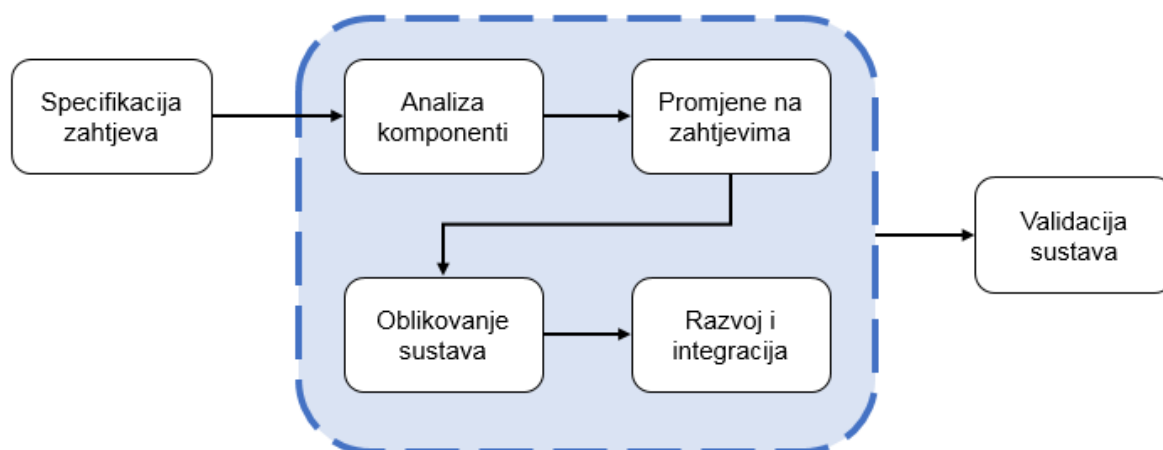 Specifikacija
zahtjeva
Analiza
komponenti
Promjene na
zahtjevima
Oblikovanje
sustava
Razvoj i
integracija
Validacija
sustava